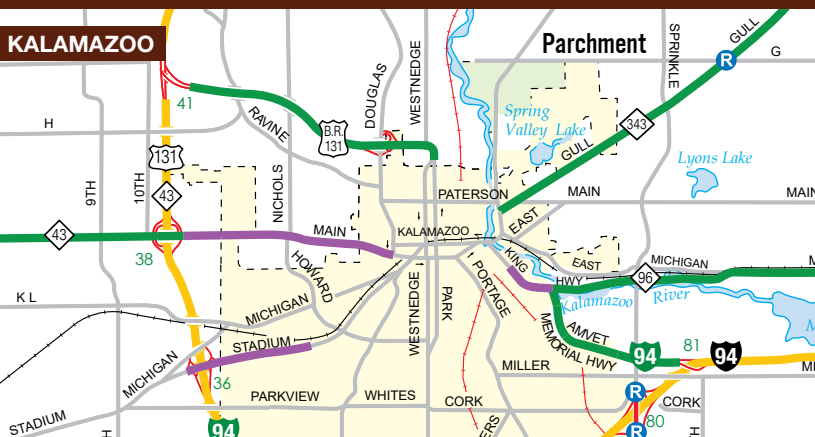 KALAMAZOO
Parchment
GULL
R
G
SPRINKLE
DOUGLAS
WESTNEDGE
41
H
RAVINE
B.R.
131
Spring
Valley Lake
343
GULL
131
Lyons Lake
9TH
10TH
43
NICHOLS
PATERSON
MAIN
MAIN
43
MAIN
KALAMAZOO
EAST
38
HOWARD
KING
HWY
EAST
MICHIGAN
96
M
K L
MICHIGAN
WESTNEDGE
PARK
PORTAGE
Kalamazoo
River
M
STADIUM
AMVET
MEMORIAL HWY
94
81
94
MICHIGAN
36
MILLER
MI
PARKVIEW
WHITES
CORK
R
CORK
STADIUM
H
94
ERS
R
80
H